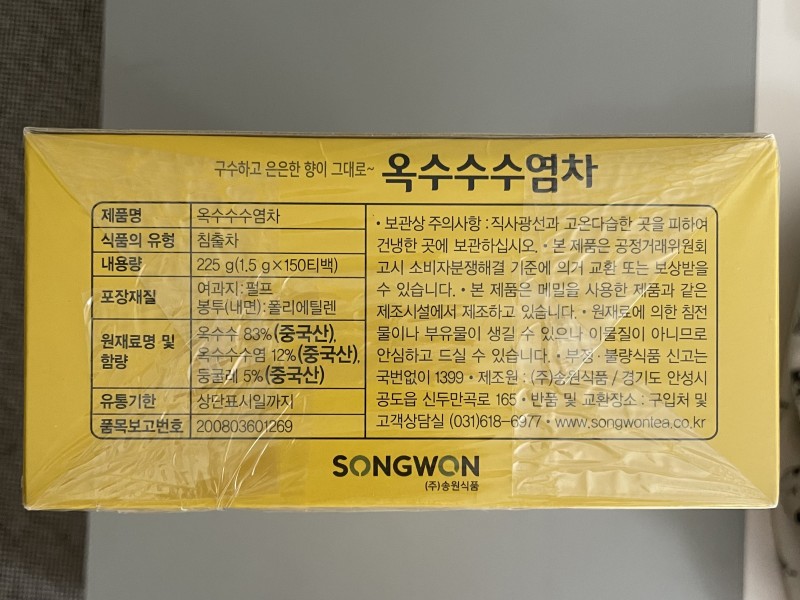 구수하고 은은한 향이 그대로~ 옥수수수염차
제품명 옥수수수염차
식품의 유형 침출차
내용량 225 g(1.5 g×150티백)
포장재질 여과지:펄프
봉투(내면):폴리에틸렌
원재료명 및 함량 옥수수 83%(중국산),
옥수수수염 12%(중국산),
둥굴레 5%(중국산)
유통기한 상단표시일까지
품목보고번호 200803601269
• 보관상 주의사항 : 직사광선과 고온다습한 곳을 피하여
건냉한 곳에 보관하십시오. • 본 제품은 공정거래위원회
고시 소비자분쟁해결 기준에 의거 교환 또는 보상받을
수 있습니다. • 본 제품은 메밀을 사용한 제품과 같은
제조시설에서 제조하고 있습니다. • 원재료에 의한 침전
물이나 부유물이 생길 수 있으나 이물질이 아니므로
안심하고 드실 수 있습니다. • 부정 · 불량식품 신고는
국번없이 1399 • 제조원 : (주)송원식품 / 경기도 안성시
공도읍 신두만곡로 165 • 반품 및 교환장소 : 구입처 및
고객상담실 (031)618-6977 • www.songwontea.co.kr
SONGWON
(주)송원식품